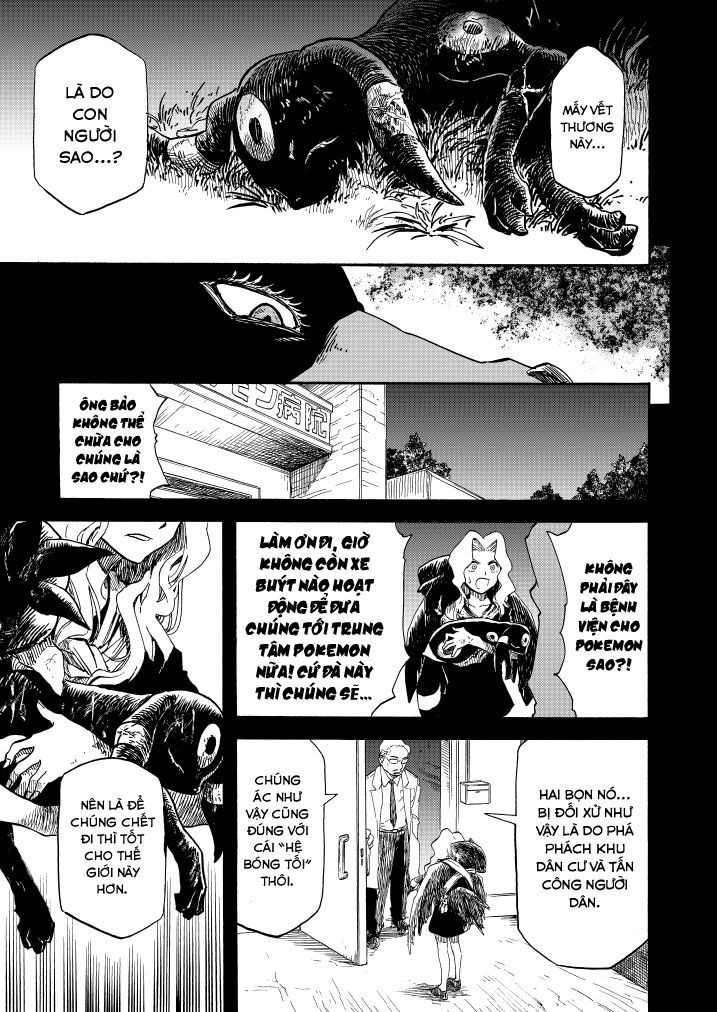 MẤY VẾT
THƯƠNG
NÀY...
LÀ DO
CON
NGƯỜI
SAO...?
モン病院
ÔNG BẢO
KHÔNG THỂ
CHỮA CHO
CHÚNG LÀ
SAO CHỨ?!
KHÔNG
PHẢI ĐÂY
LÀ BỆNH
VIỆN CHO
POKEMON
SAO?!
LÀM ƠN ĐI, GIỜ
KHÔNG CÒN XE
BUÝT NÀO HOẠT
ĐỘNG ĐỂ ĐƯA
CHÚNG TỚI TRUNG
TÂM POKEMON
NỮA! CỨ ĐÀ NÀY
THÌ CHÚNG SẼ...
HAI BỌN NÓ...
BỊ ĐỐI XỬ NHƯ
VẬY LÀ DO PHÁ
PHÁCH KHU
DÂN CƯ VÀ TẤN
CÔNG NGƯỜI
DÂN.
CHÚNG
ÁC NHƯ
VẬY CŨNG
ĐÚNG VỚI
CÁI “HỆ
BÓNG TỐI”
THÔI.
NÊN LÀ ĐỂ
CHÚNG CHẾT
ĐI THÌ TỐT
CHO THẾ
GIỚI NÀY
HƠN.